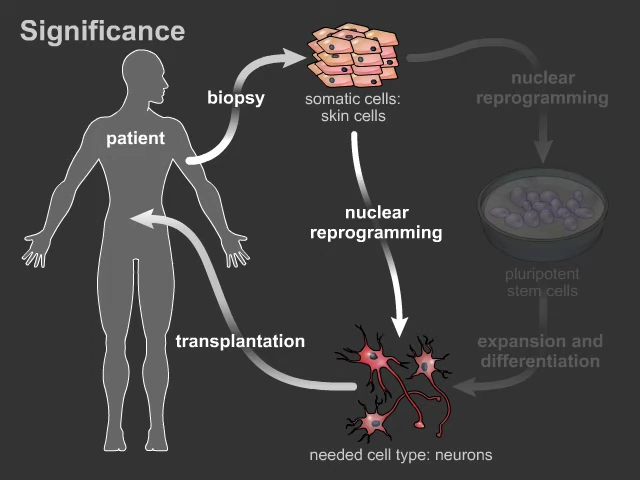 Significance
biopsy
patient
somatic cells:
skin cells
nuclear
reprogramming
nuclear
reprogramming
pluripotent
stem cells
transplantation
expansion and
differentiation
needed cell type: neurons